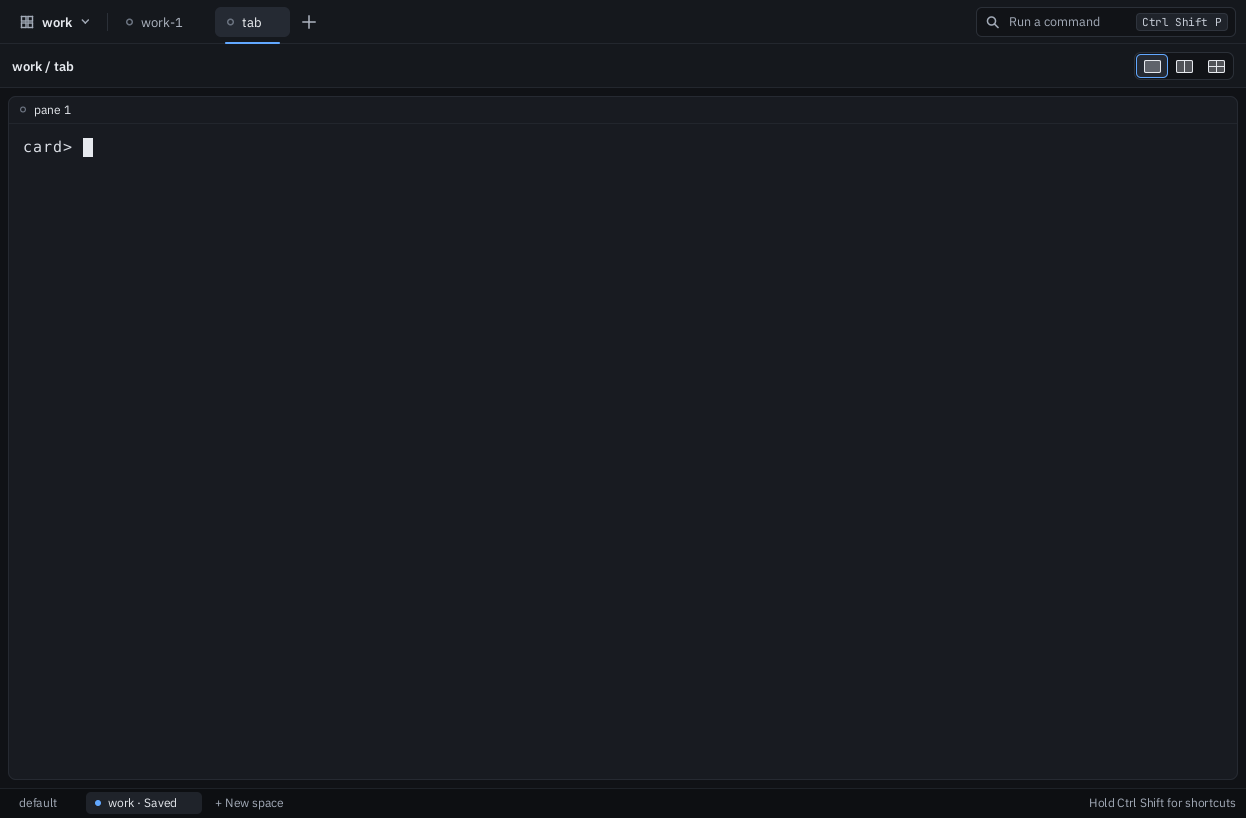 work
work-1
tab
Run a command
Ctrl Shift P
work / tab
pane 1
card>
default
work · Saved
+ New space
Hold Ctrl Shift for shortcuts